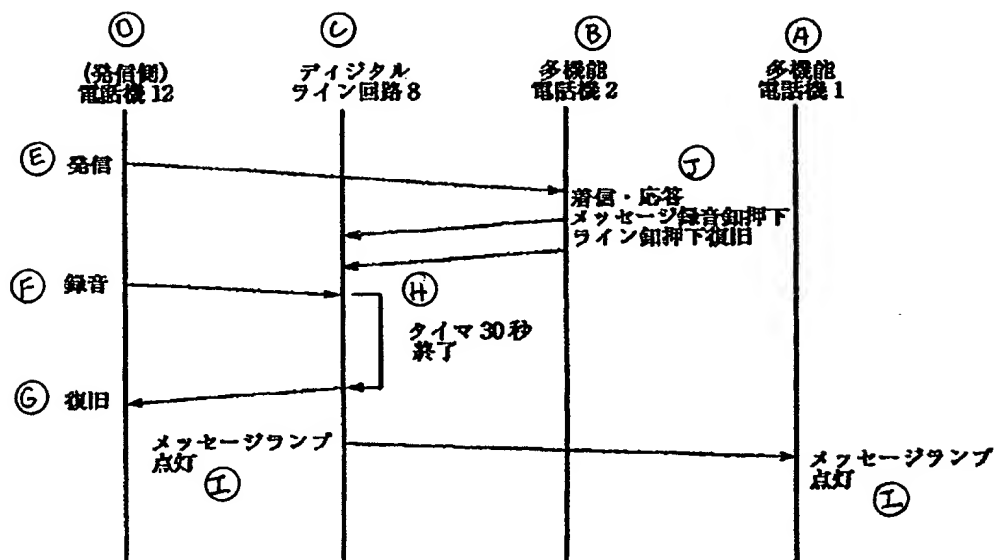 D
C
B
A
(発信側)
電話機12
ディジタル
ライン回路8
多機能
電話機2
多機能
電話機1
E
発信
J
着信・応答
メッセージ録音釦押下
ライン釦押下復旧
F
録音
H
タイマ30秒
終了
G
復旧
メッセージランプ
点灯
I
メッセージランプ
点灯
I